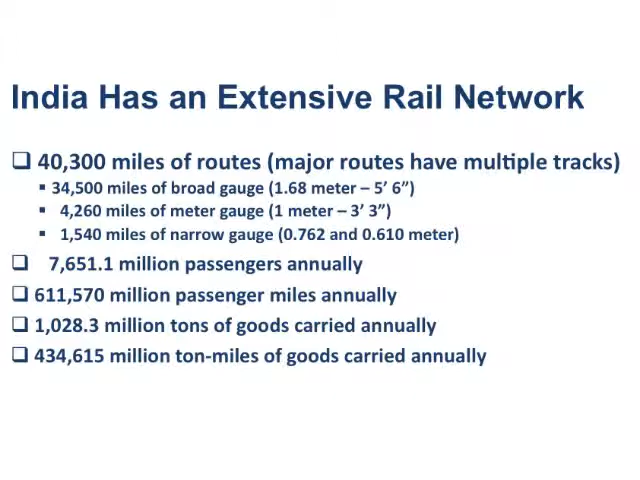 India Has an Extensive Rail Network
❑ 40,300 miles of routes (major routes have multiple tracks)
▪ 34,500 miles of broad gauge (1.68 meter – 5’ 6”)
▪ 4,260 miles of meter gauge (1 meter – 3’ 3”)
▪ 1,540 miles of narrow gauge (0.762 and 0.610 meter)
❑ 7,651.1 million passengers annually
❑ 611,570 million passenger miles annually
❑ 1,028.3 million tons of goods carried annually
❑ 434,615 million ton-miles of goods carried annually